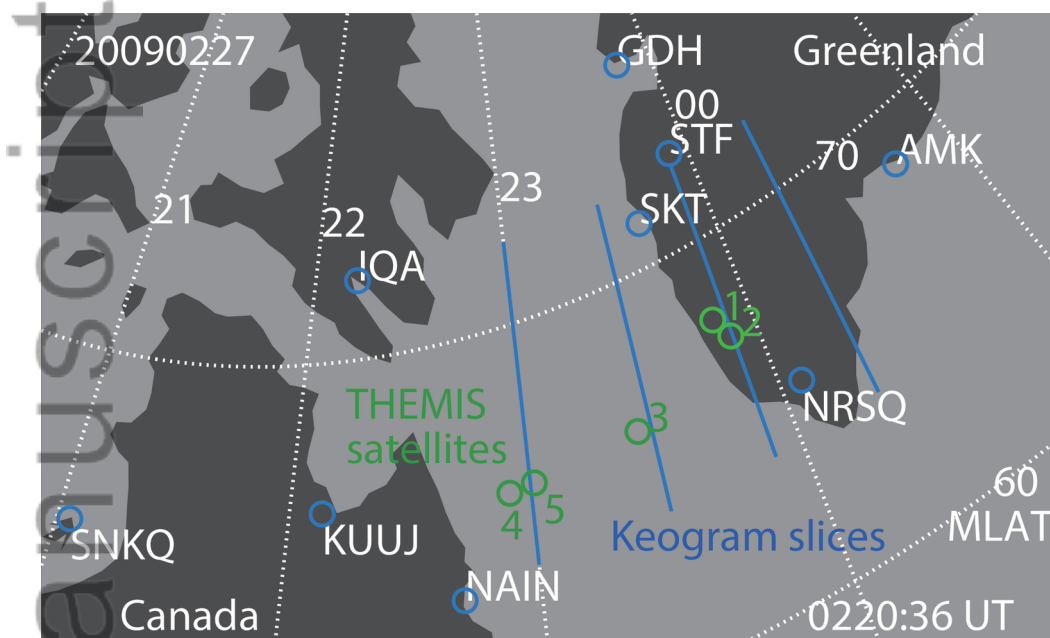 20090227
GDH
Greenland
00
STF
70
AMK
23
SKT
21
22
IQA
1
2
THEMIS
satellites
3
NRSQ
60
MLAT
4
5
Keogram slices
SNKQ
KUUJ
NAIN
Canada
0220:36 UT
anuscript